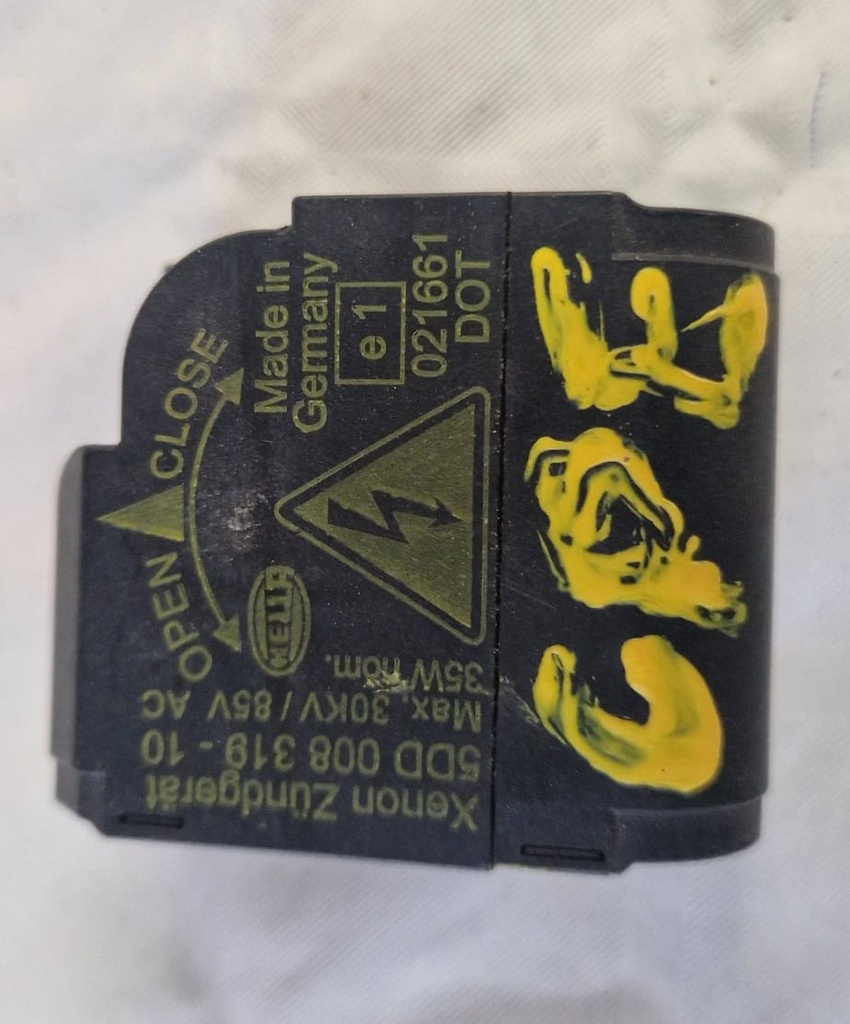 Xenon Zündgerät
5DD 008 319 - 10
Max. 30KV / 85V AC
35W nom.
OPEN
CLOSE
HELLA
Made in
Germany
e 1
021661
DOT